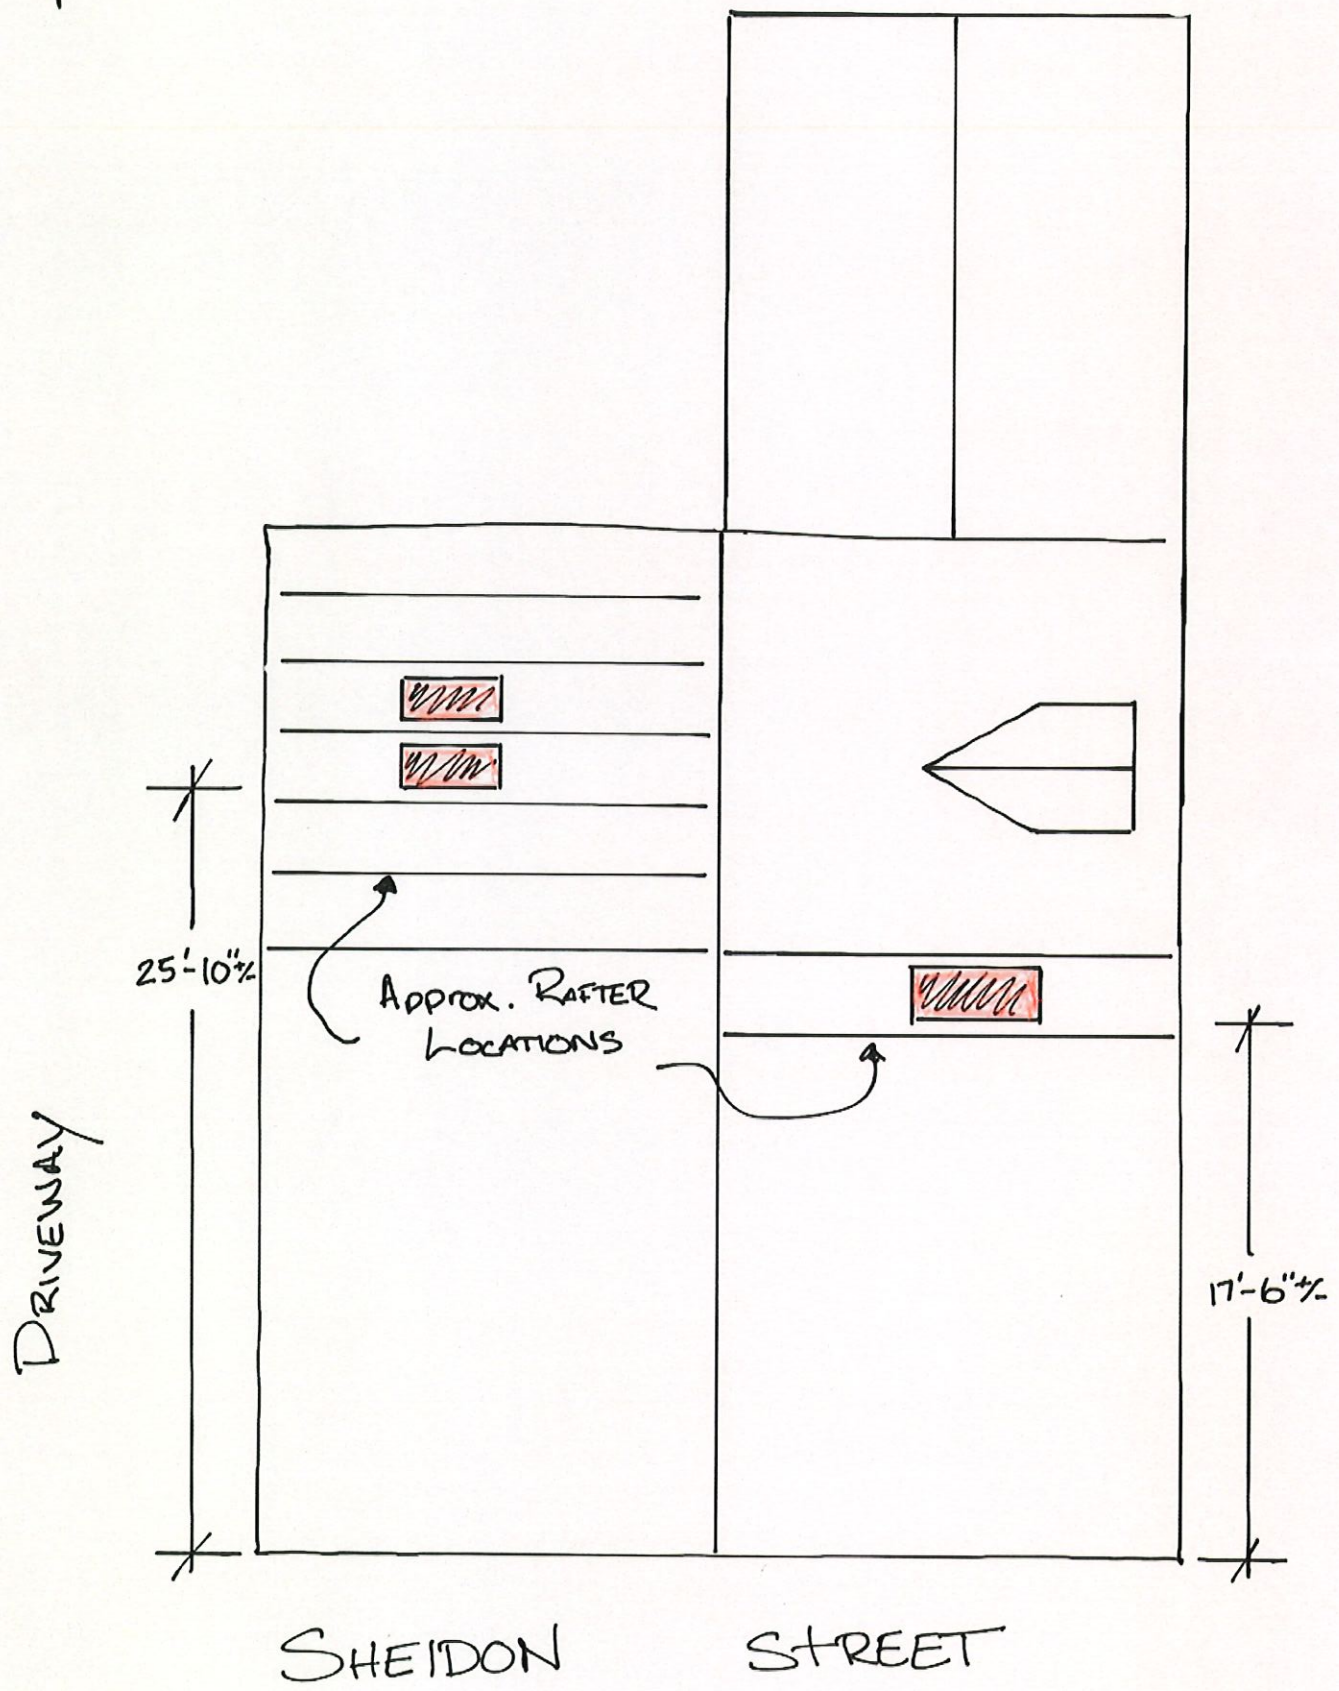 25'-10"+/-
Approx. RAFTER
LOCATIONS
DRIVEWAY
17'-6"+/-
SHEIDON STREET